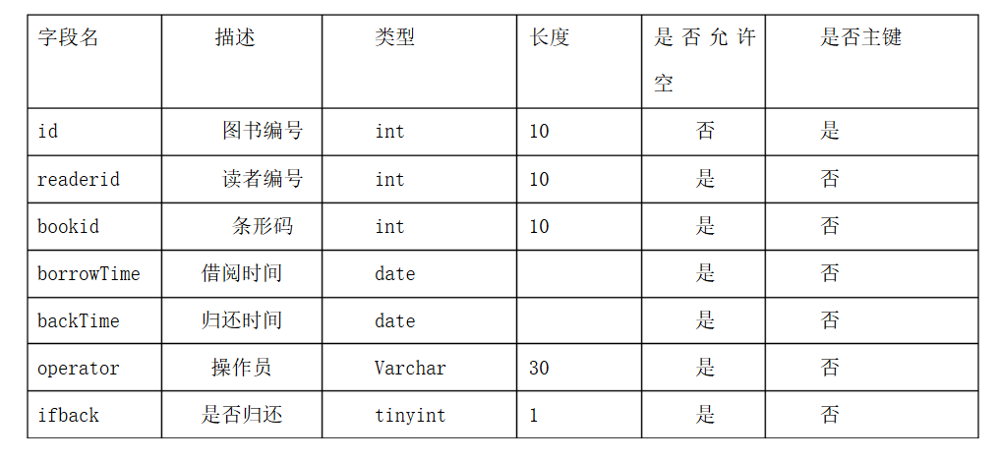 字段名 描述 类型 长度 是否允许空 是否主键
id 图书编号 int 10 否 是
readerid 读者编号 int 10 是 否
bookid 条形码 int 10 是 否
borrowTime 借阅时间 date 是 否
backTime 归还时间 date 是 否
operator 操作员 Varchar 30 是 否
ifback 是否归还 tinyint 1 是 否